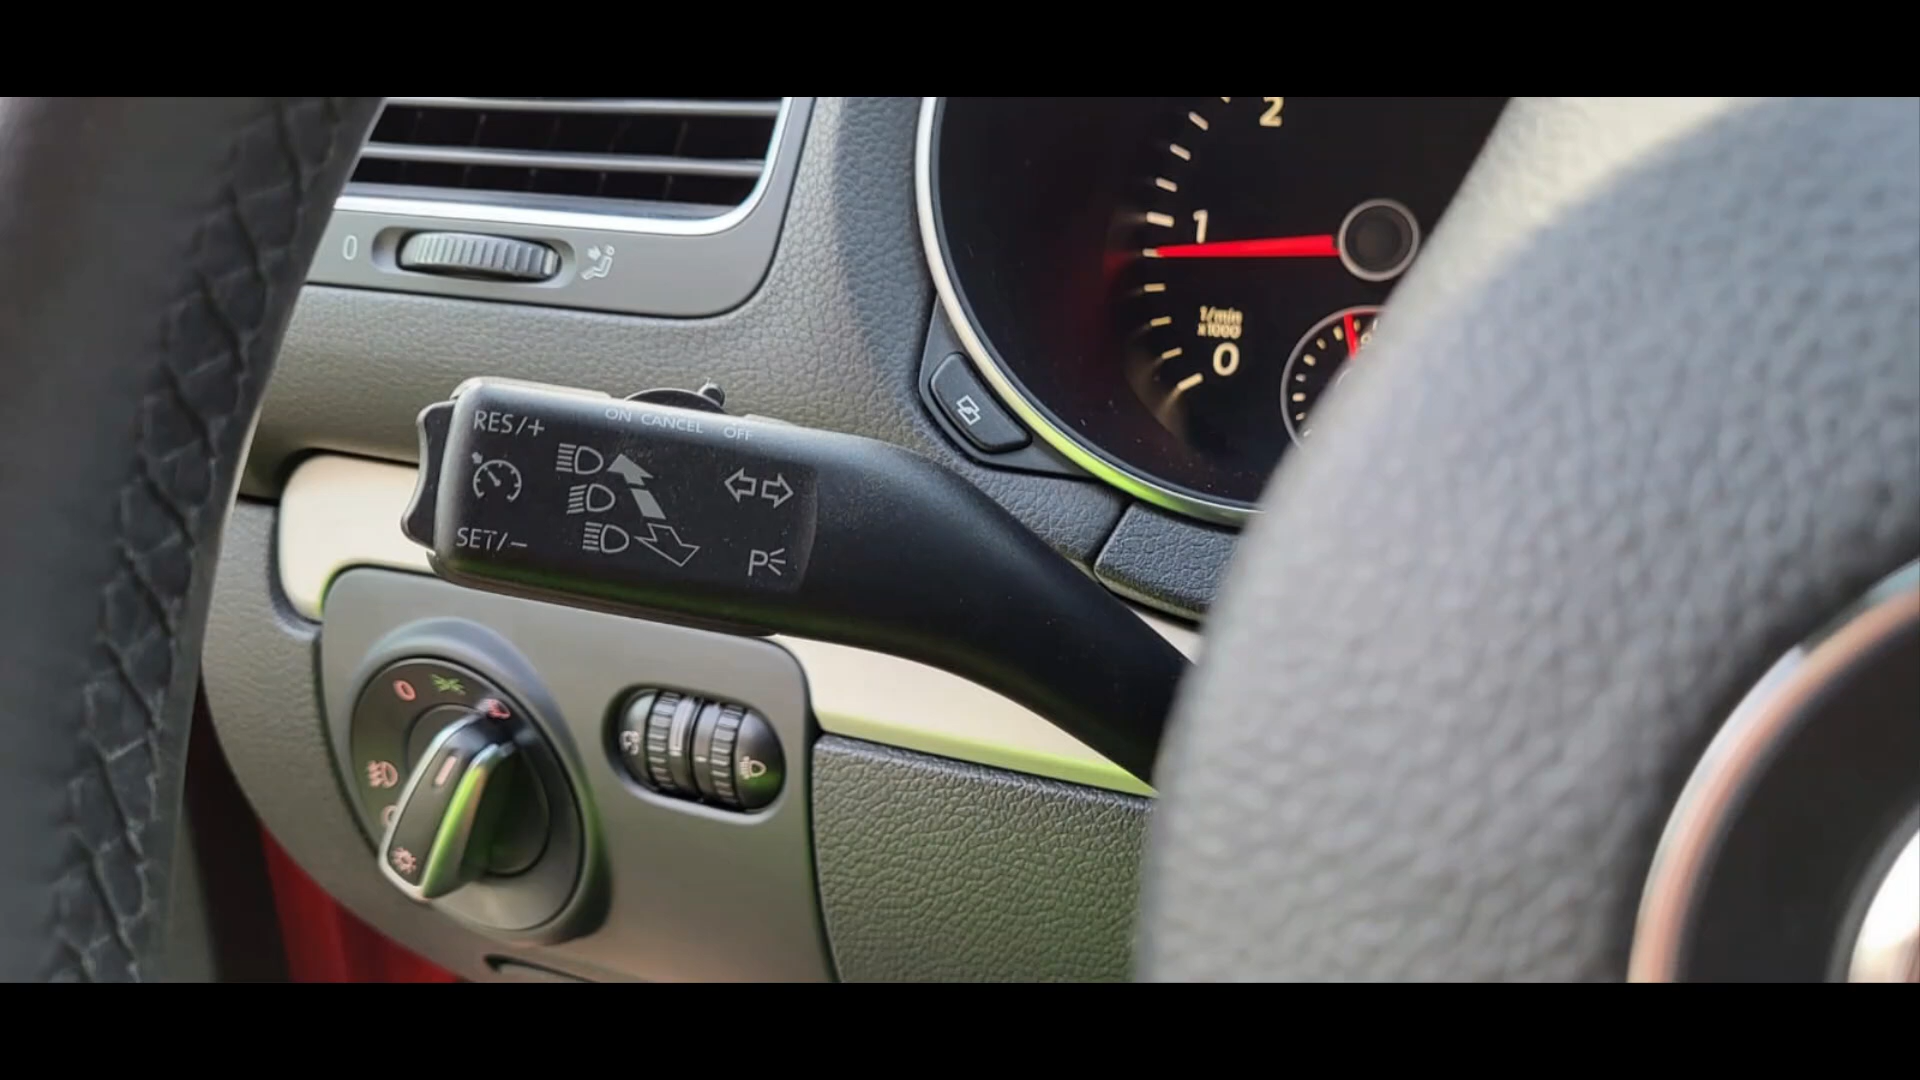 2
1
0
1/min
x1000
0
RES/+
ON CANCEL OFF
SET/-
P